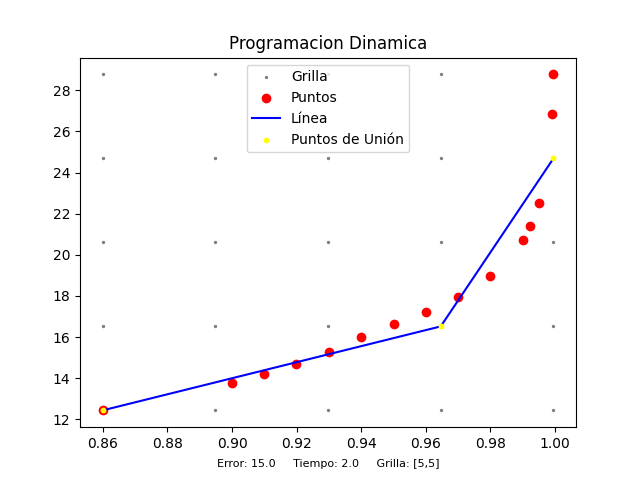 Programacion Dinamica
Grilla
Puntos
Línea
Puntos de Unión
28
26
24
22
20
18
16
14
12
0.86 0.88 0.90 0.92 0.94 0.96 0.98 1.00
Error: 15.0 Tiempo: 2.0 Grilla: [5,5]